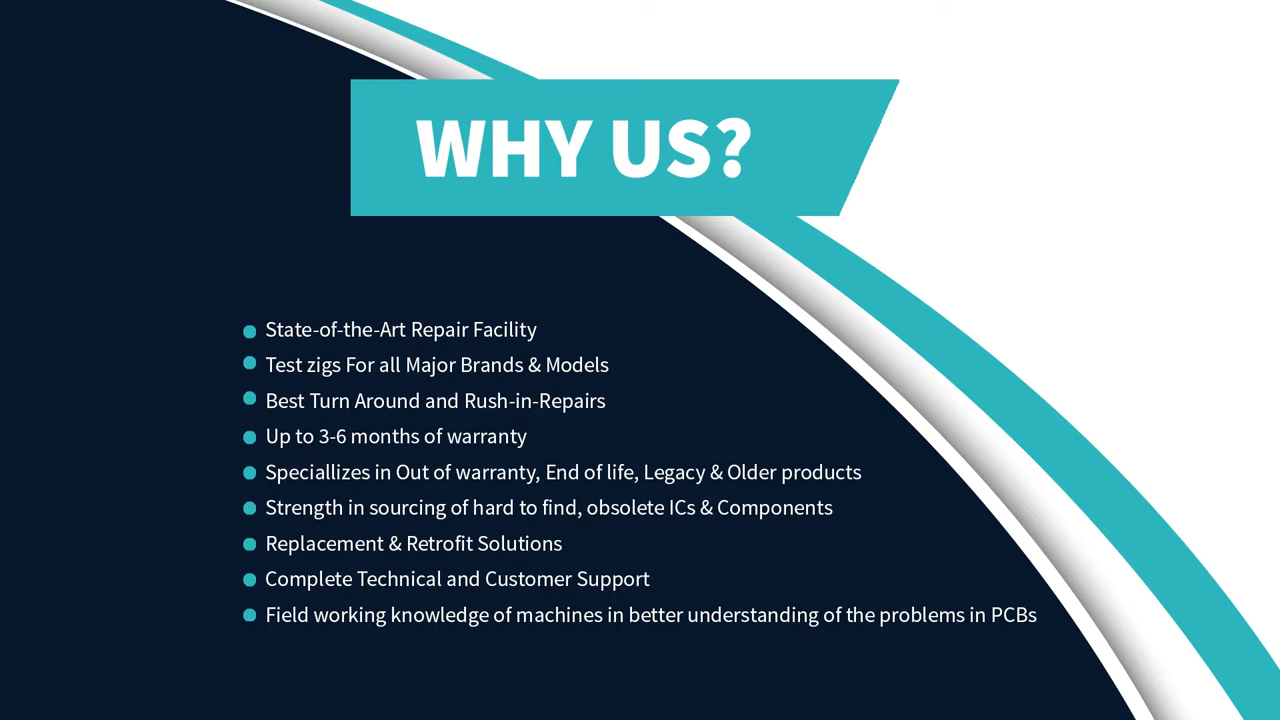 WHY US?
State-of-the-Art Repair Facility
Test zigs For all Major Brands & Models
Best Turn Around and Rush-in-Repairs
Up to 3-6 months of warranty
Speciallizes in Out of warranty, End of life, Legacy & Older products
Strength in sourcing of hard to find, obsolete ICs & Components
Replacement & Retrofit Solutions
Complete Technical and Customer Support
Field working knowledge of machines in better understanding of the problems in PCBs